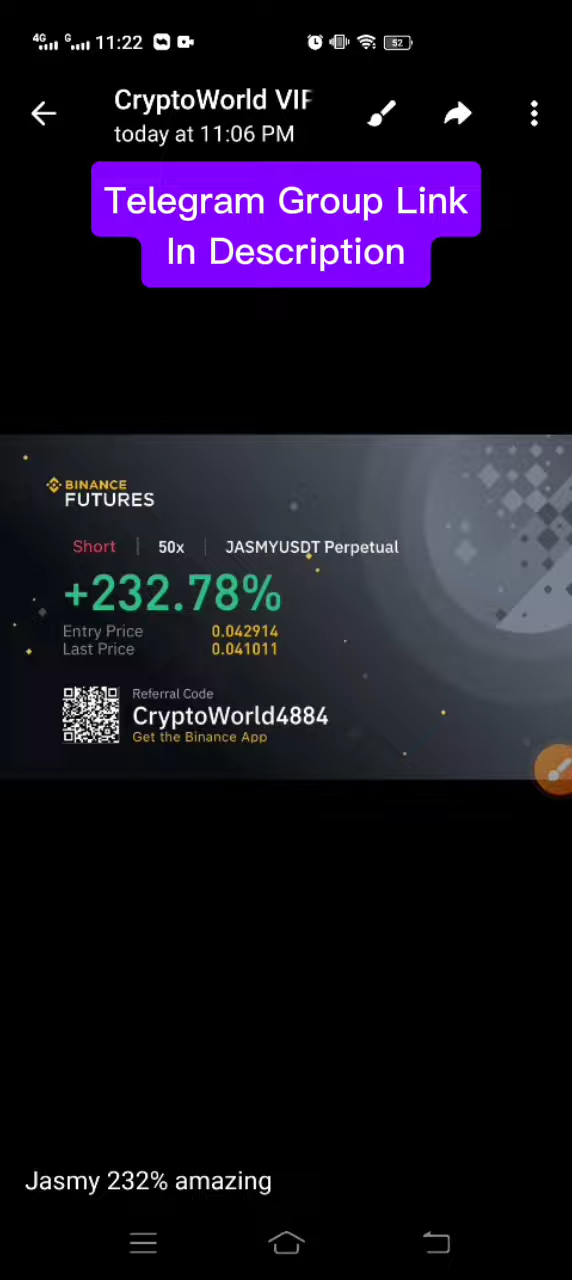 4G G 11:22 52
CryptoWorld VIP
today at 11:06 PM
Telegram Group Link
In Description
BINANCE
FUTURES
Short | 50x | JASMYUSDT Perpetual
+232.78%
Entry Price 0.042914
Last Price 0.041011
Referral Code
CryptoWorld4884
Get the Binance App
Jasmy 232% amazing